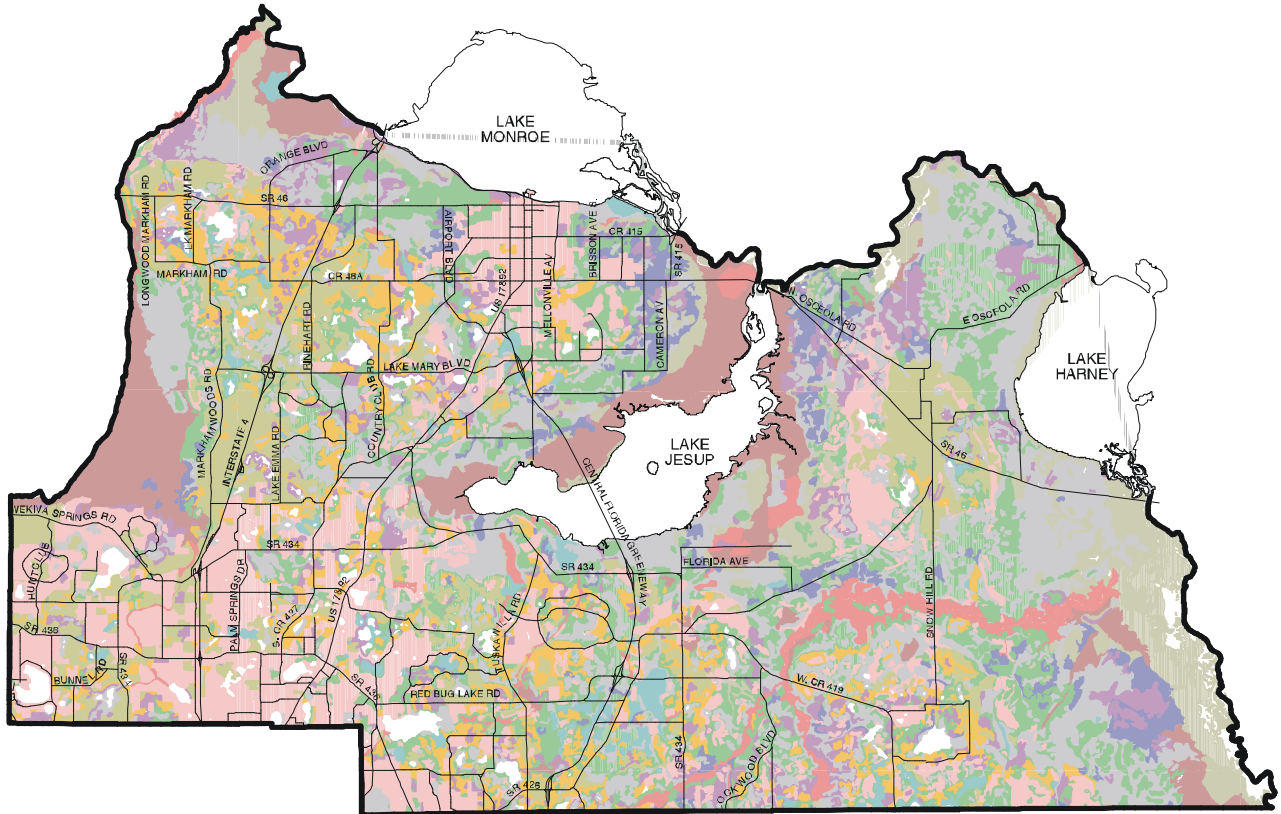 LAKE
MONROE
ORANGE BLVD
SR 46
LONGWOOD MARKHAM RD
MARKHAM RD
AIRPORT BLVD
BRISSON AVE S.
CR 415
SR 415
CR 46A
US 17&92
MELLONVILLE AV
CAMERON AV
RINEHART RD
LAKE MARY BLVD
COUNTRY CLUB RD
MARKHAM WOODS RD
INTERSTATE 4
LAKE EMMA RD
N. OSCEOLA RD
E OSCEOLA RD
LAKE
HARNEY
LAKE
JESUP
SR 46
CENTRAL FLORIDA GREENEWAY
SR 434
SR 434
FLORIDA AVE
HUNT CLUB
PALM SPRINGS DR
S. CR 427
US 17&92
SNOW HILL RD
SR 436
SR 434
SR 436
RED BUG LAKE RD
W. CR 419
SR 434
SR 426